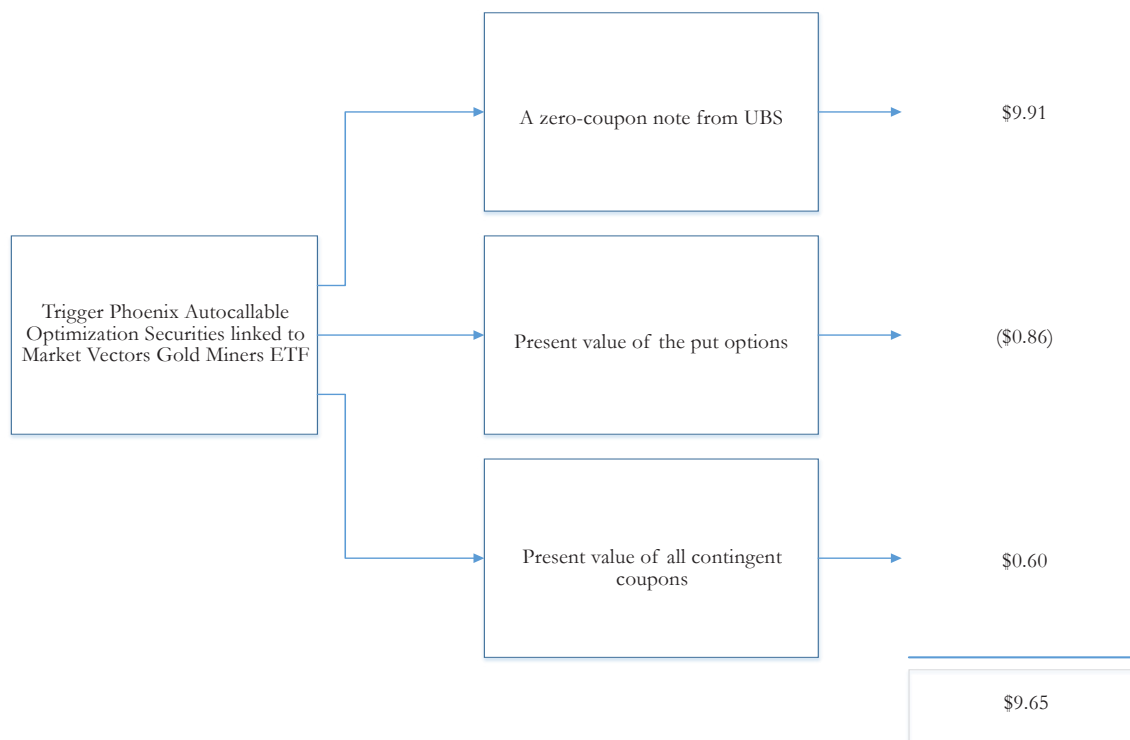 A zero-coupon note from UBS
$9.91
Trigger Phoenix Autocallable
Optimization Securities linked to
Market Vectors Gold Miners ETF
Present value of the put options
($0.86)
Present value of all contingent
coupons
$0.60
$9.65